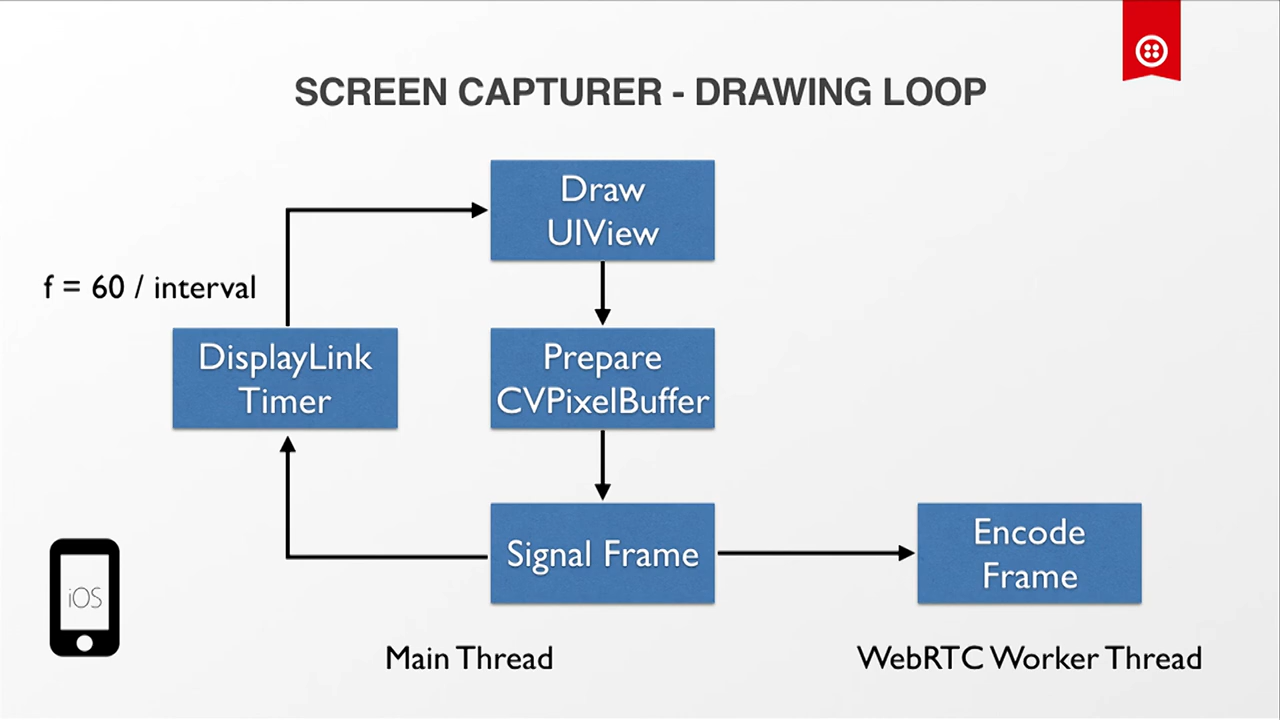 SCREEN CAPTURER - DRAWING LOOP
Draw
UIView
f = 60 / interval
DisplayLink
Timer
Prepare
CVPixelBuffer
Signal Frame
Encode
Frame
iOS
Main Thread
WebRTC Worker Thread